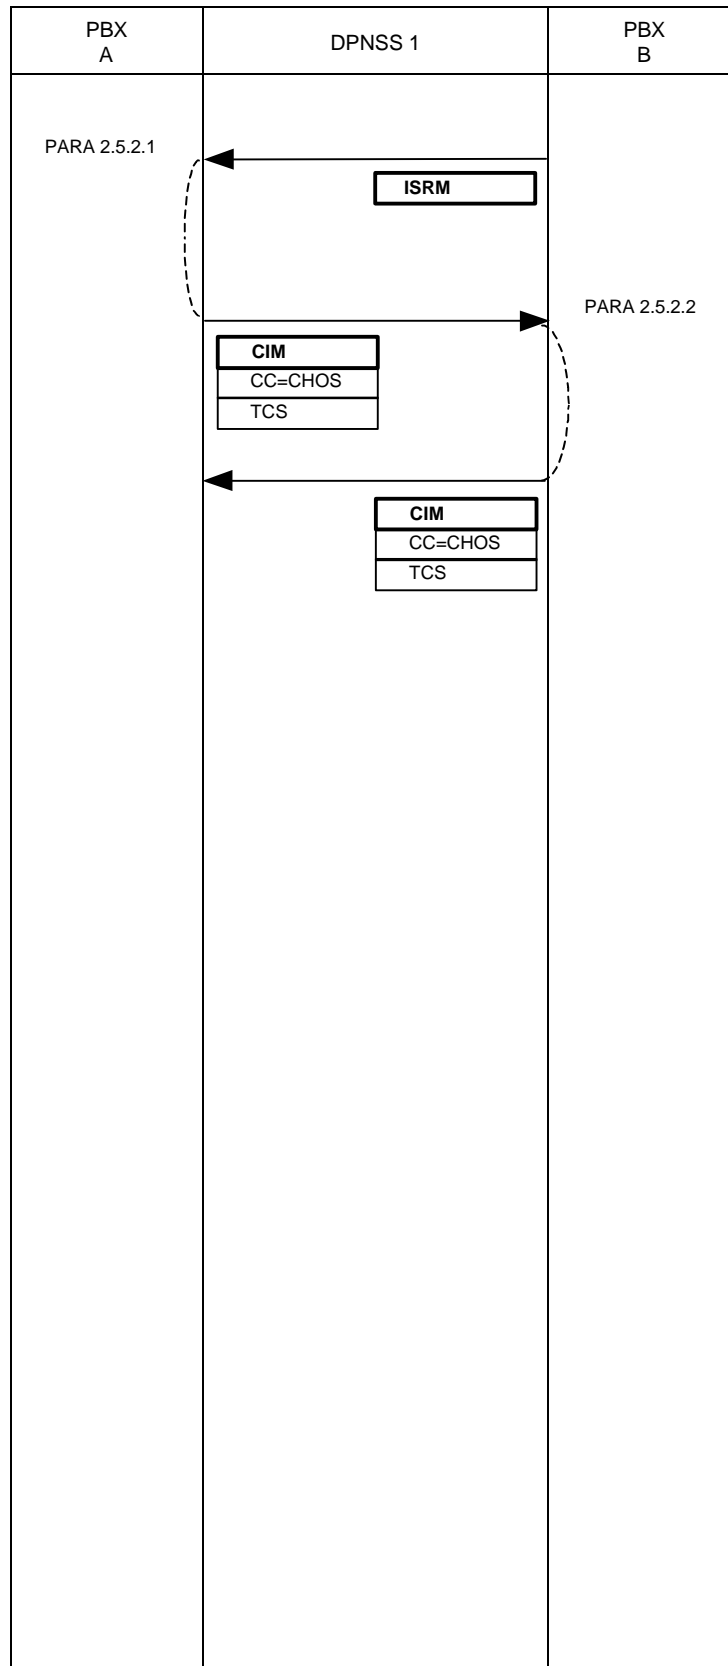 PBX
A
DPNSS 1
PBX
B
PARA 2.5.2.1
ISRM
PARA 2.5.2.2
CIM
CC=CHOS
TCS
CIM
CC=CHOS
TCS